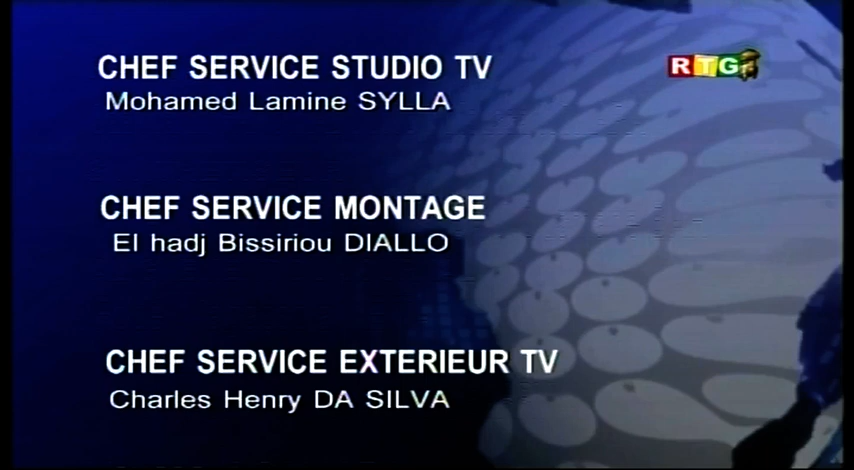 CHEF SERVICE STUDIO TV
RTG
Mohamed Lamine SYLLA
CHEF SERVICE MONTAGE
El hadj Bissiriou DIALLO
CHEF SERVICE EXTERIEUR TV
Charles Henry DA SILVA